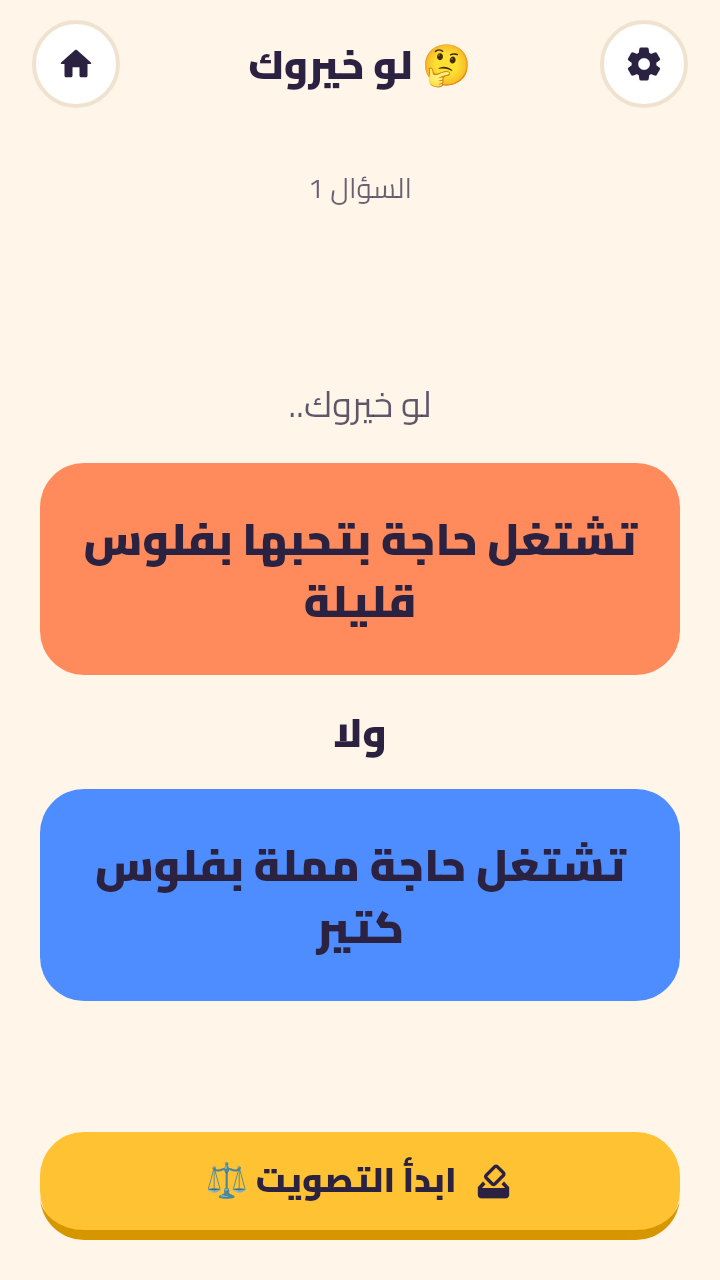 🤔 لو خيروك
السؤال 1
لو خيروك..
تشتغل حاجة بتحبها بفلوس
قليلة
ولا
تشتغل حاجة مملة بفلوس
كتير
ابدأ التصويت ⚖️